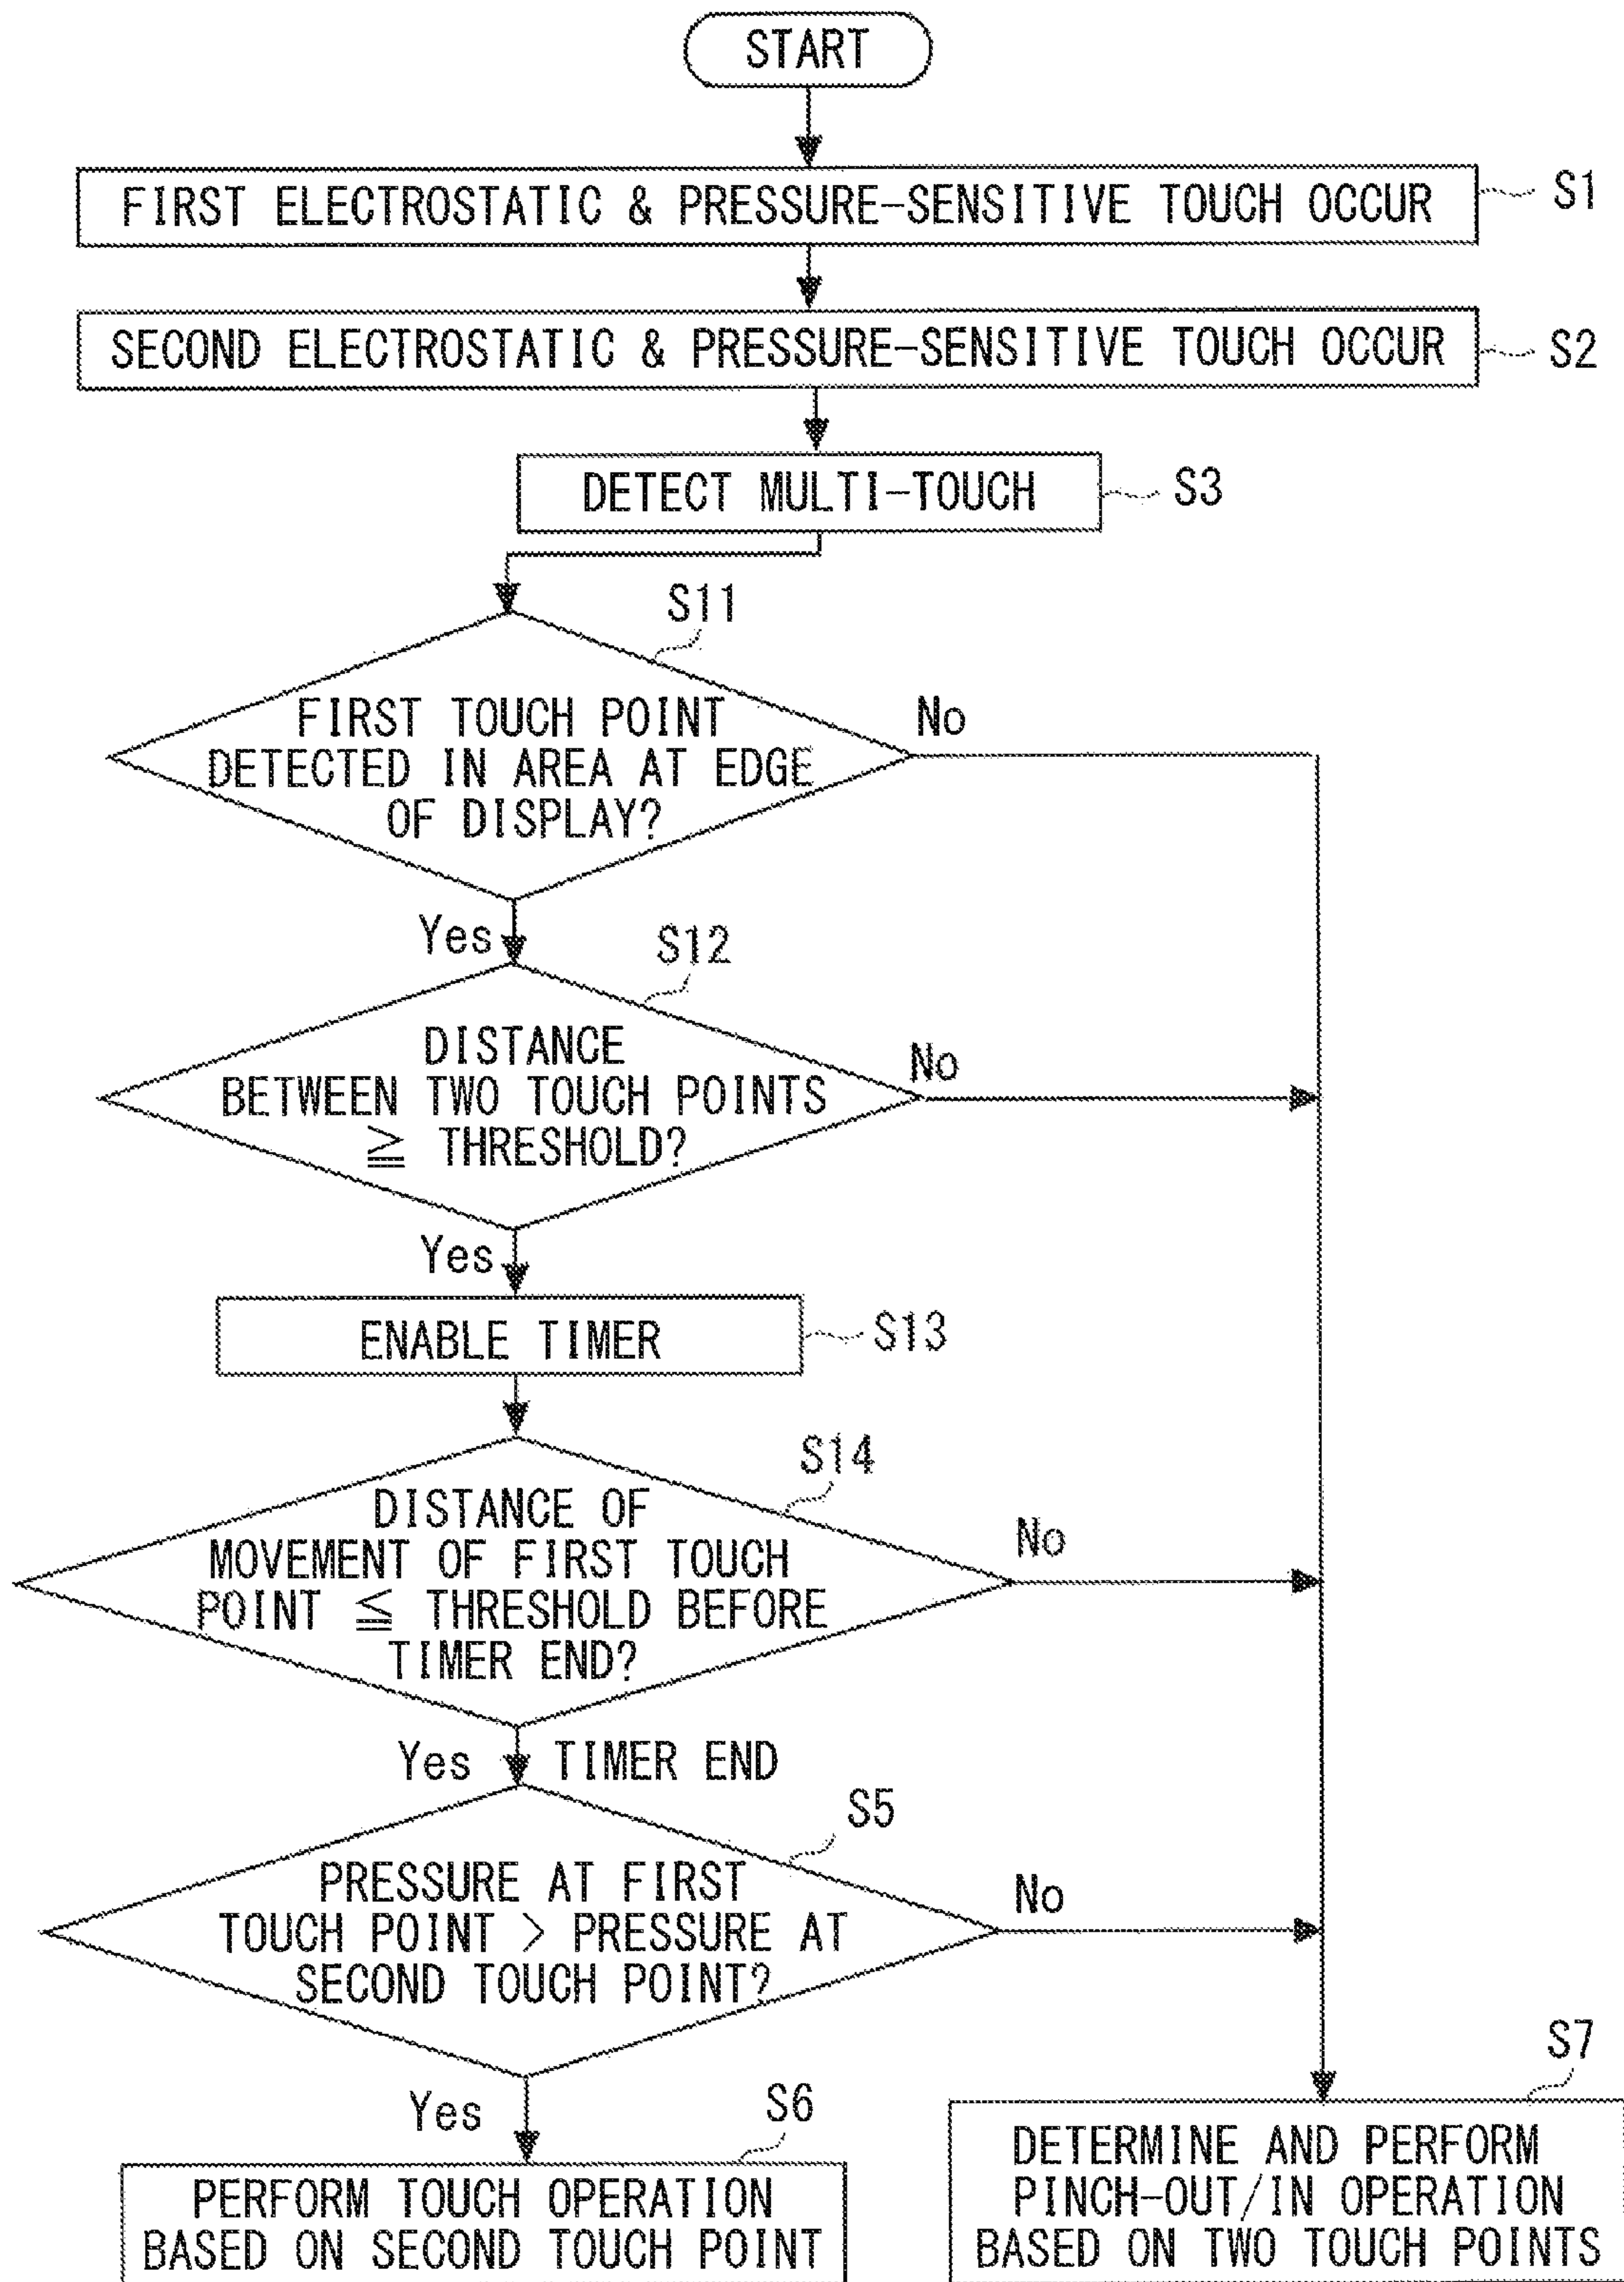 START
FIRST ELECTROSTATIC & PRESSURE-SENSITIVE TOUCH OCCUR
S1
SECOND ELECTROSTATIC & PRESSURE-SENSITIVE TOUCH OCCUR
S2
DETECT MULTI-TOUCH
S3
S11
FIRST TOUCH POINT
DETECTED IN AREA AT EDGE
OF DISPLAY?
No
Yes
S12
DISTANCE
BETWEEN TWO TOUCH POINTS
≧ THRESHOLD?
No
Yes
ENABLE TIMER
S13
S14
DISTANCE OF
MOVEMENT OF FIRST TOUCH
POINT ≦ THRESHOLD BEFORE
TIMER END?
No
Yes
TIMER END
S5
PRESSURE AT FIRST
TOUCH POINT > PRESSURE AT
SECOND TOUCH POINT?
No
Yes
S6
PERFORM TOUCH OPERATION
BASED ON SECOND TOUCH POINT
S7
DETERMINE AND PERFORM
PINCH-OUT/IN OPERATION
BASED ON TWO TOUCH POINTS